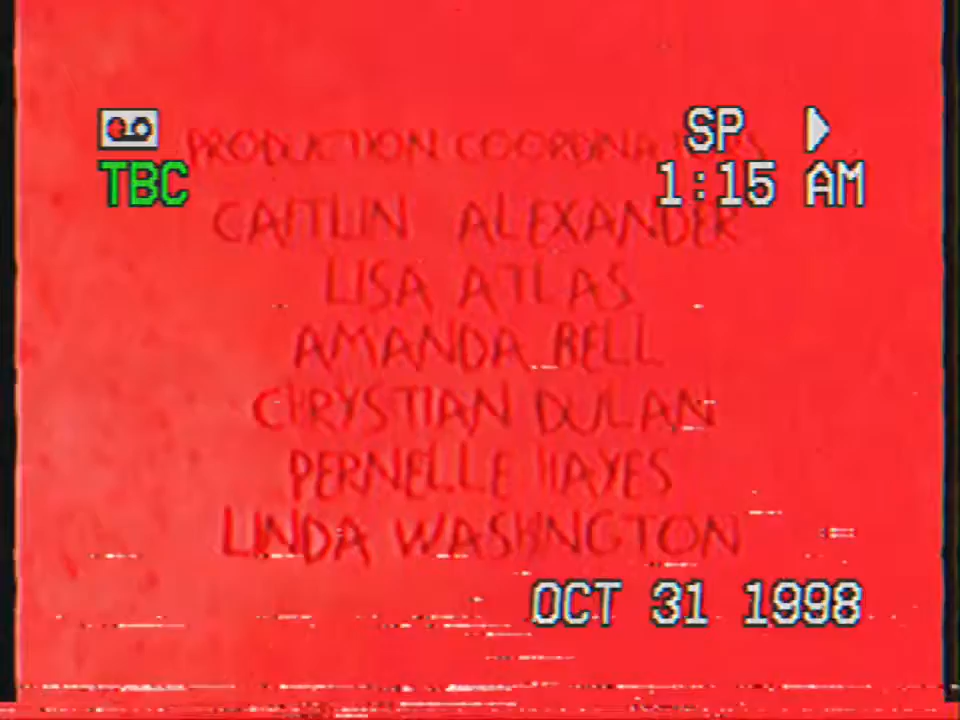 PRODUCTION COORDINATORS
SP
TBC
1:15 AM
CAITLIN ALEXANDER
LISA ATLAS
AMANDA BELL
CHRYSTIAN DULAN
PERNELLE HAYES
LINDA WASHINGTON
OCT 31 1998